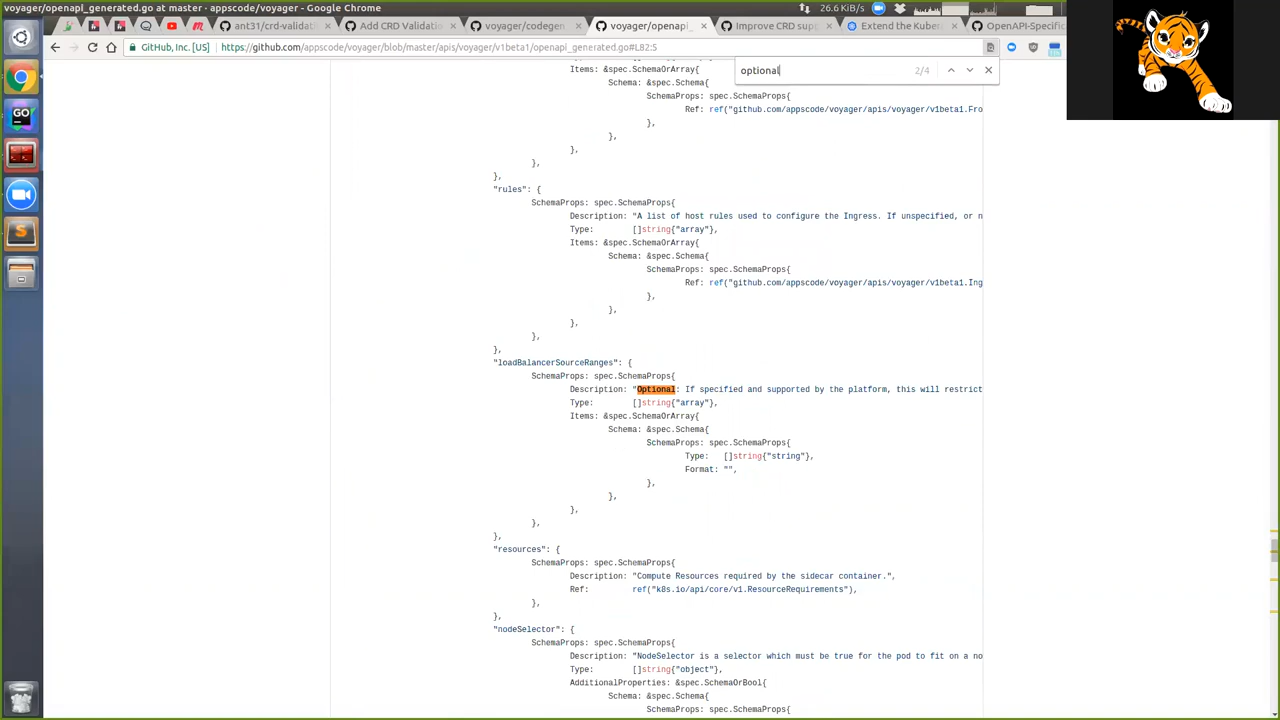 voyager/openapi_generated.go at master · appscode/voyager - Google Chrome
26.6 KiB/s
ant31/crd-validati
Add CRD Validatio
voyager/codegen
voyager/openapi_
Improve CRD supp
Extend the Kuber
OpenAPI-Specific
GitHub, Inc. [US]
https://github.com/appscode/voyager/blob/master/apis/voyager/v1beta1/openapi_generated.go#L82:5
optional
2/4
Items: &spec.SchemaOrArray{
Schema: &spec.Schema{
SchemaProps: spec.SchemaProps{
Ref: ref("github.com/appscode/voyager/apis/voyager/v1beta1.Fro
},
},
},
},
},
"rules": {
SchemaProps: spec.SchemaProps{
Description: "A list of host rules used to configure the Ingress. If unspecified, or n
Type: []string{"array"},
Items: &spec.SchemaOrArray{
Schema: &spec.Schema{
SchemaProps: spec.SchemaProps{
Ref: ref("github.com/appscode/voyager/apis/voyager/v1beta1.Ing
},
},
},
},
},
"loadBalancerSourceRanges": {
SchemaProps: spec.SchemaProps{
Description: "Optional: If specified and supported by the platform, this will restrict
Type: []string{"array"},
Items: &spec.SchemaOrArray{
Schema: &spec.Schema{
SchemaProps: spec.SchemaProps{
Type: []string{"string"},
Format: "",
},
},
},
},
},
"resources": {
SchemaProps: spec.SchemaProps{
Description: "Compute Resources required by the sidecar container.",
Ref: ref("k8s.io/api/core/v1.ResourceRequirements"),
},
},
"nodeSelector": {
SchemaProps: spec.SchemaProps{
Description: "NodeSelector is a selector which must be true for the pod to fit on a no
Type: []string{"object"},
AdditionalProperties: &spec.SchemaOrBool{
Schema: &spec.Schema{
SchemaProps: spec.SchemaProps{